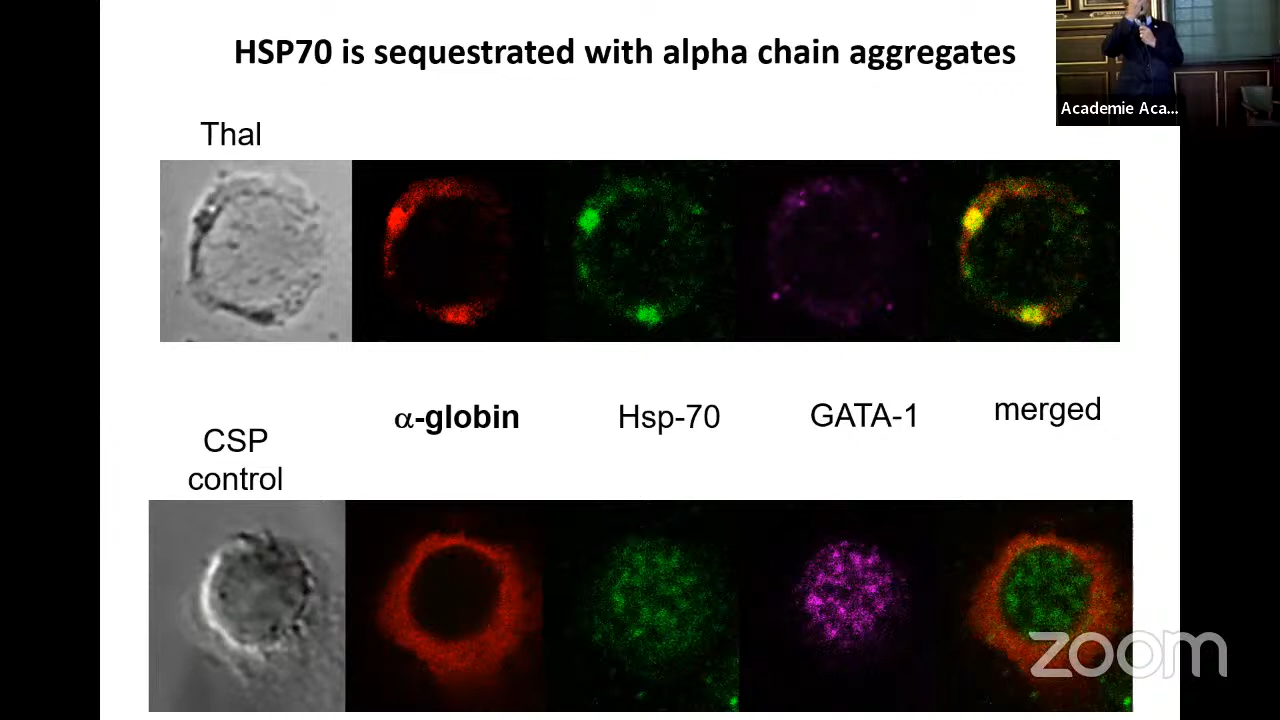 HSP70 is sequestrated with alpha chain aggregates
Academie Aca...
Thal
α-globin
Hsp-70
GATA-1
merged
CSP
control
zoom